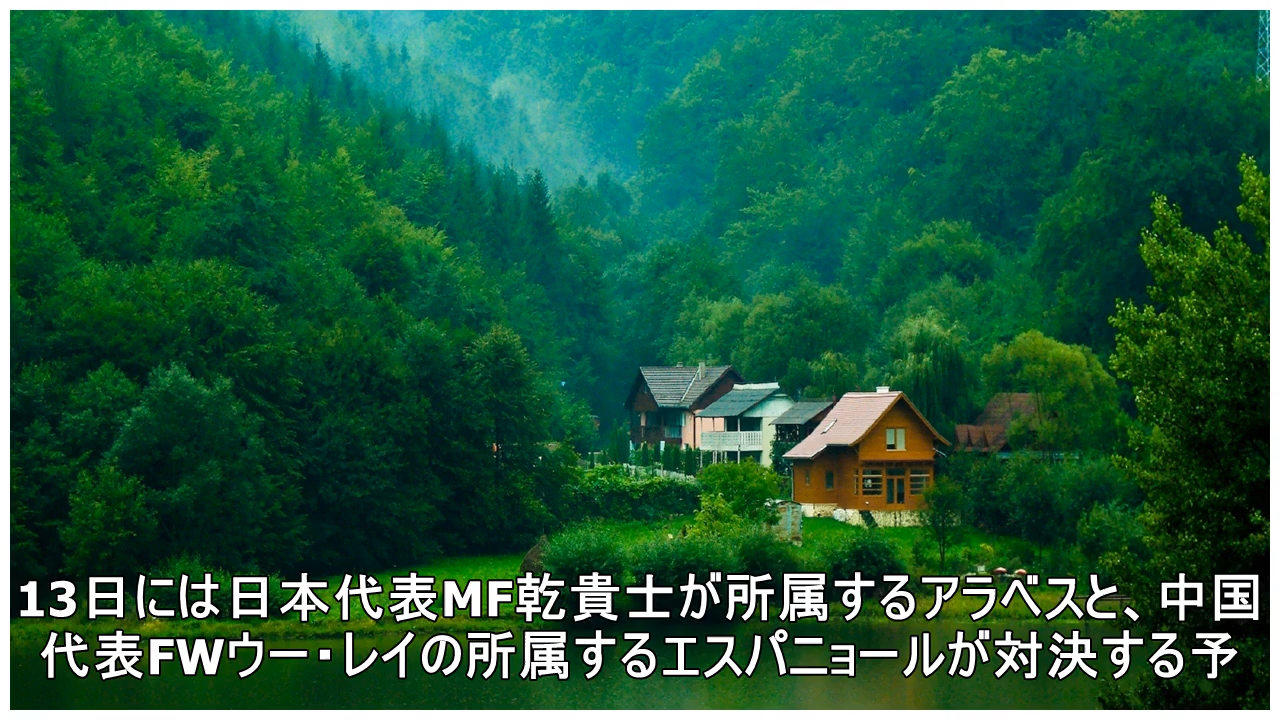 13日には日本代表MF乾貴士が所属するアラベスと、中国
代表FWウー・レイの所属するエスパニョールが対決する予